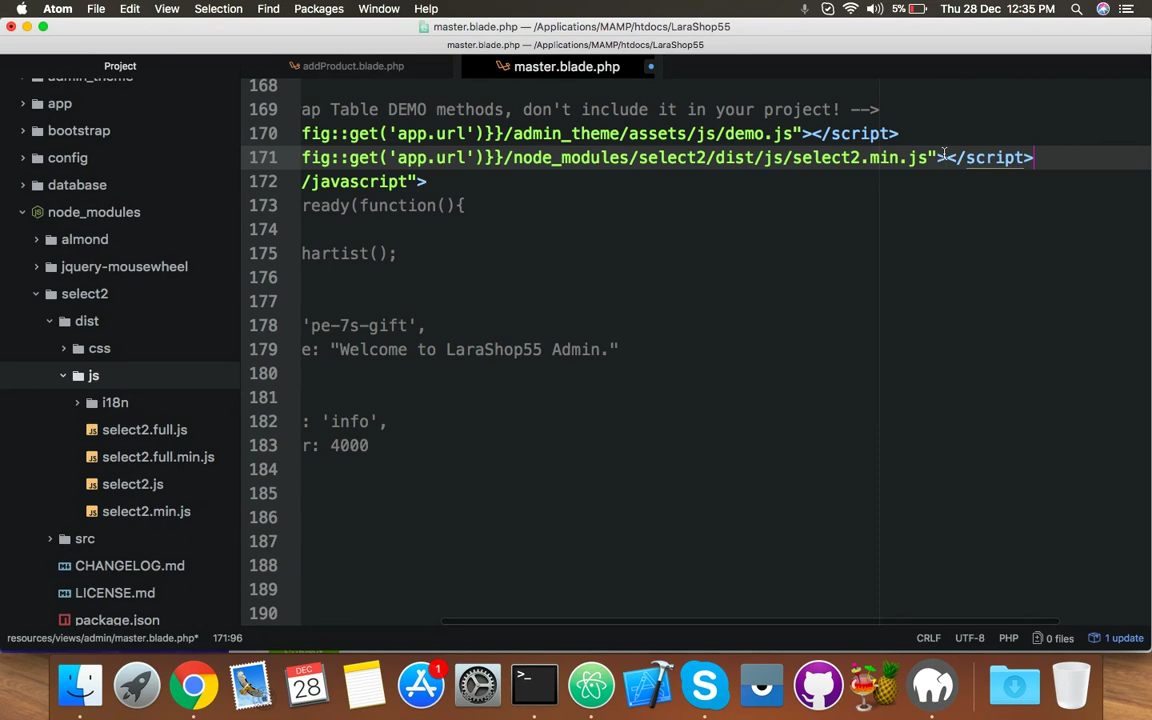 Atom File Edit View Selection Find Packages Window Help 5% Thu 28 Dec 12:35 PM
master.blade.php — /Applications/MAMP/htdocs/LaraShop55
master.blade.php — /Applications/MAMP/htdocs/LaraShop55
Project addProduct.blade.php master.blade.php
admin_theme
app
bootstrap
config
database
node_modules
almond
jquery-mousewheel
select2
dist
css
js
i18n
select2.full.js
select2.full.min.js
select2.js
select2.min.js
src
CHANGELOG.md
LICENSE.md
package.json
168
169 ap Table DEMO methods, don't include it in your project! -->
170 fig::get('app.url')}}/admin_theme/assets/js/demo.js"></script>
171 fig::get('app.url')}}/node_modules/select2/dist/js/select2.min.js"></script>
172 /javascript">
173 ready(function(){
174
175 hartist();
176
177
178 'pe-7s-gift',
179 e: "Welcome to LaraShop55 Admin."
180
181
182 : 'info',
183 r: 4000
184
185
186
187
188
189
190
resources/views/admin/master.blade.php* 171:96 CRLF UTF-8 PHP 0 files 1 update
DEC
28
1